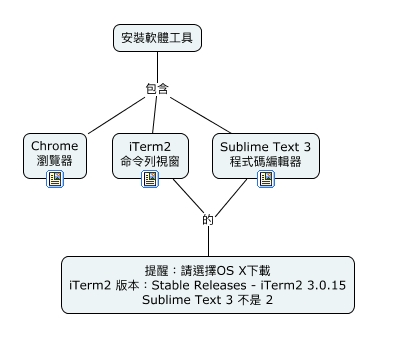 安裝軟體工具
包含
Chrome
瀏覽器
iTerm2
命令列視窗
Sublime Text 3
程式碼編輯器
的
提醒：請選擇OS X下載
iTerm2 版本：Stable Releases - iTerm2 3.0.15
Sublime Text 3 不是 2